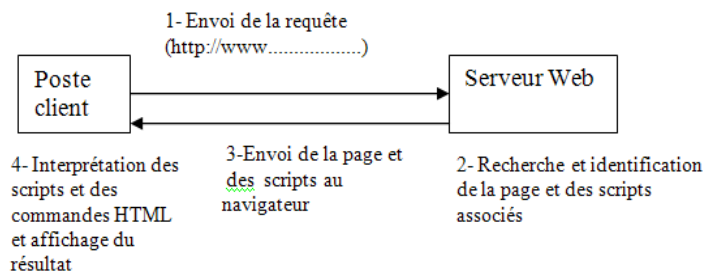 1- Envoi de la requête
(http://www..................)
Poste
client
Serveur Web
3-Envoi de la page et
des scripts au
navigateur
4- Interprétation des
scripts et des
commandes HTML
et affichage du
résultat
2- Recherche et identification
de la page et des scripts
associés